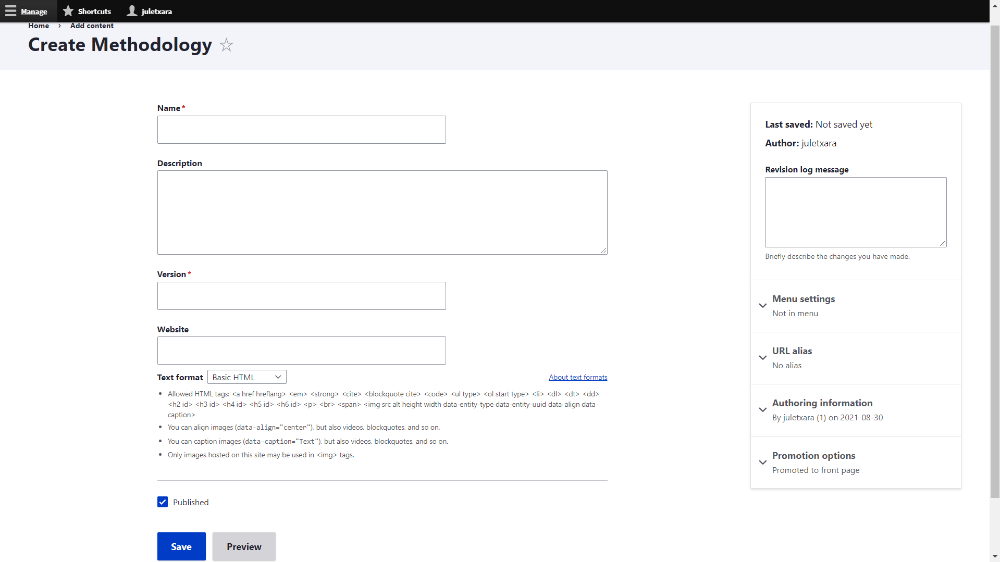 Manage Shortcuts juletxara
Home › Add content
Create Methodology
Name*
Description
Version*
Website
Text format Basic HTML About text formats
Allowed HTML tags: <a href hreflang> <em> <strong> <cite> <blockquote cite> <code> <ul type> <ol start type> <li> <dl> <dt> <dd>
<h2 id> <h3 id> <h4 id> <h5 id> <h6 id> <p> <br> <span> <img src alt height width data-entity-type data-entity-uuid data-align data-
caption>
You can align images (data-align="center"), but also videos, blockquotes, and so on.
You can caption images (data-caption="Text"), but also videos, blockquotes, and so on.
Only images hosted on this site may be used in <img> tags.
Published
Save Preview
Last saved: Not saved yet
Author: juletxara
Revision log message
Briefly describe the changes you have made.
Menu settings
Not in menu
URL alias
No alias
Authoring information
By juletxara (1) on 2021-08-30
Promotion options
Promoted to front page